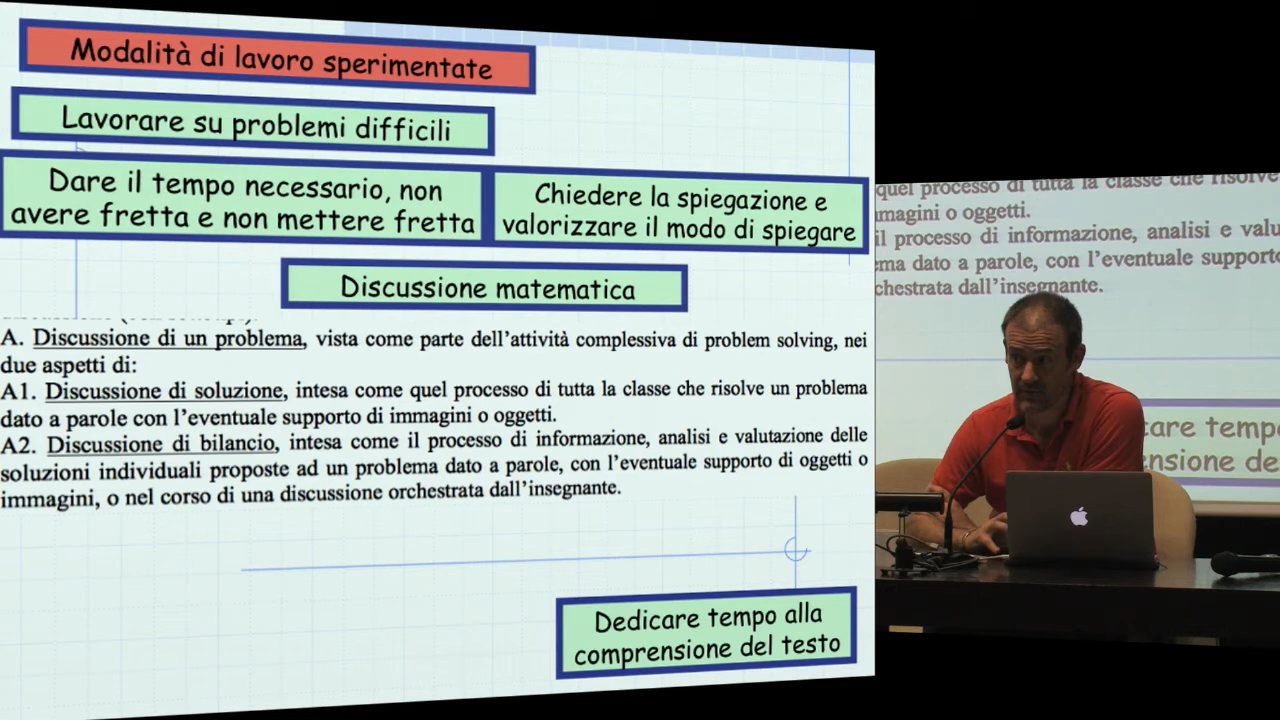 Modalità di lavoro sperimentate
Lavorare su problemi difficili
Dare il tempo necessario, non
avere fretta e non mettere fretta
Chiedere la spiegazione e
valorizzare il modo di spiegare
Discussione matematica
A. Discussione di un problema, vista come parte dell'attività complessiva di problem solving, nei
due aspetti di:
A1. Discussione di soluzione, intesa come quel processo di tutta la classe che risolve un problema
dato a parole con l'eventuale supporto di immagini o oggetti.
A2. Discussione di bilancio, intesa come il processo di informazione, analisi e valutazione delle
soluzioni individuali proposte ad un problema dato a parole, con l'eventuale supporto di oggetti o
immagini, o nel corso di una discussione orchestrata dall'insegnante.
Dedicare tempo alla
comprensione del testo
quel processo di tutta la classe che risolve
mmagini o oggetti.
il processo di informazione, analisi e valu
ma dato a parole, con l'eventuale supporto
chestrata dall'insegnante.
care temp
ensione de